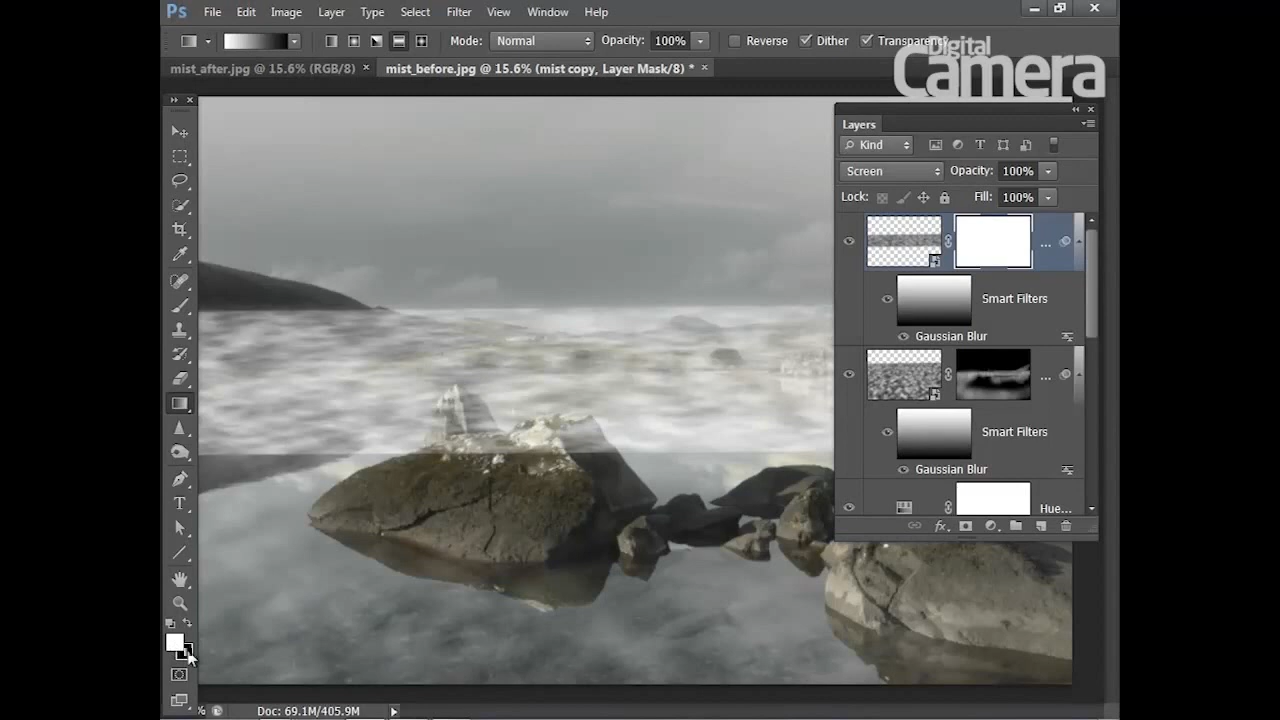 Ps File Edit Image Layer Type Select Filter View Window Help
Mode: Normal Opacity: 100% Reverse Dither Transparency
Digital
Camera
mist_after.jpg @ 15.6% (RGB/8) × mist_before.jpg @ 15.6% (mist copy, Layer Mask/8) * ×
Layers
Kind
Screen Opacity: 100%
Lock: Fill: 100%
...
Smart Filters
Gaussian Blur
...
Smart Filters
Gaussian Blur
Hue...
fx
% Doc: 69.1M/405.9M